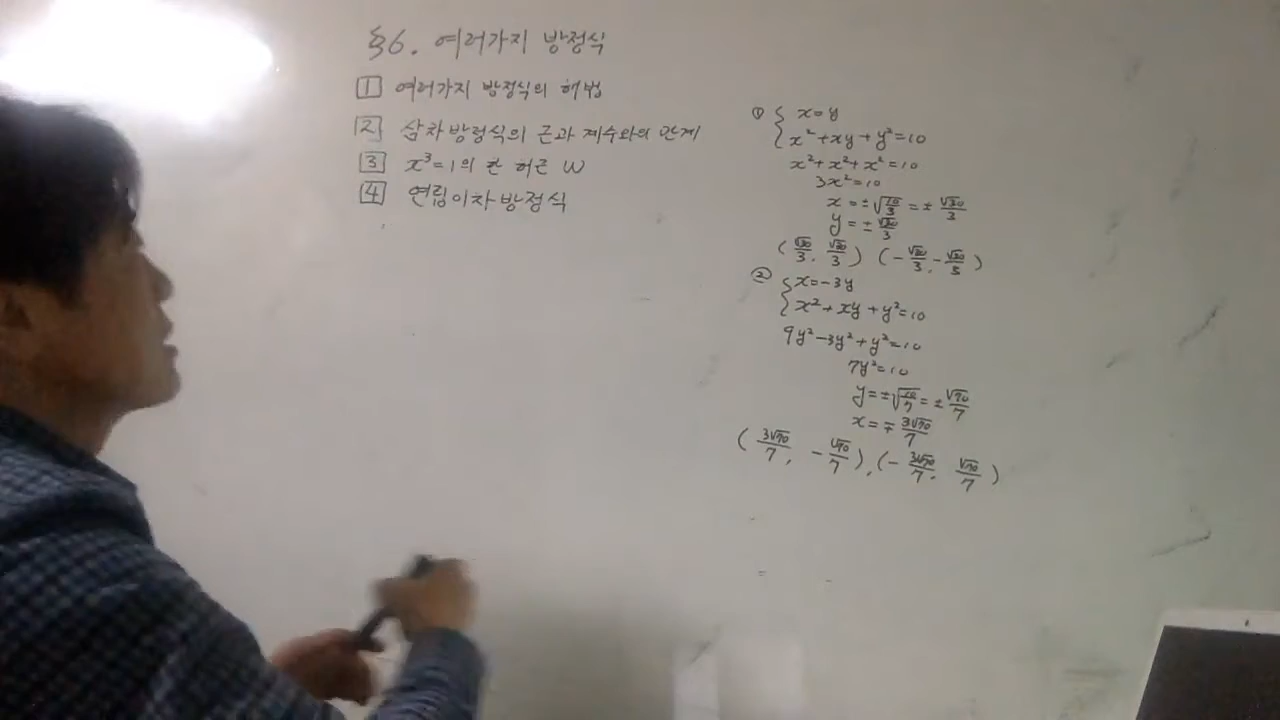 §6. 여러가지 방정식
1 여러가지 방정식의 해법
2 삼차방정식의 근과 계수와의 관계
3 x³=1의 한 허근 ω
4 연립이차방정식
① { x=y
x²+xy+y²=10
x²+x²+x²=10
3x²=10
x=±√(10/3)=±√30/3
y=±√30/3
(√30/3, √30/3) (-√30/3, -√30/3)
② { x=-3y
x²+xy+y²=10
9y²-3y²+y²=10
7y²=10
y=±√(10/7)=±√70/7
x=∓3√70/7
(3√70/7, -√70/7), (-3√70/7, √70/7)